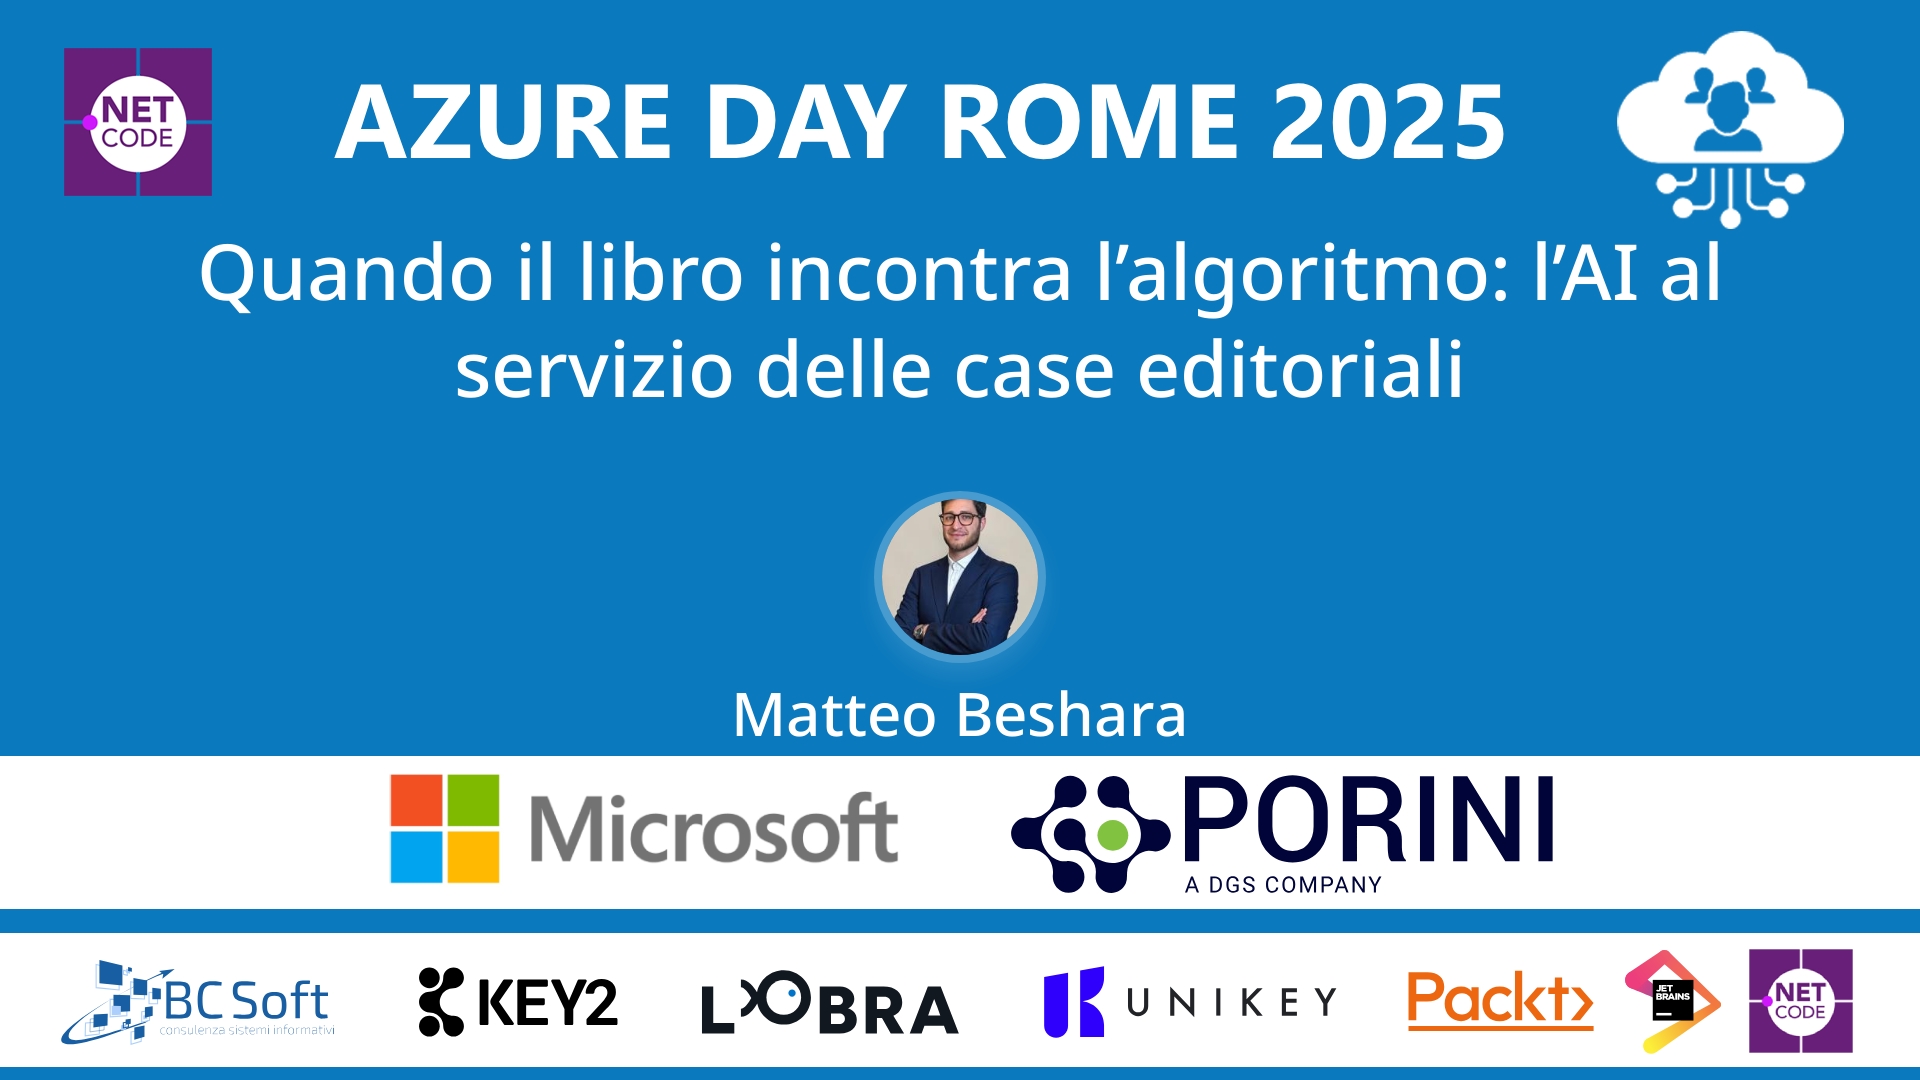 NET
CODE
AZURE DAY ROME 2025
Quando il libro incontra l’algoritmo: l’AI al
servizio delle case editoriali
Matteo Beshara
Microsoft
PORINI
A DGS COMPANY
BC Soft
consulenza sistemi informativi
KEY2
LOBRA
UNIKEY
Packt>
JET
BRAINS
NET
CODE